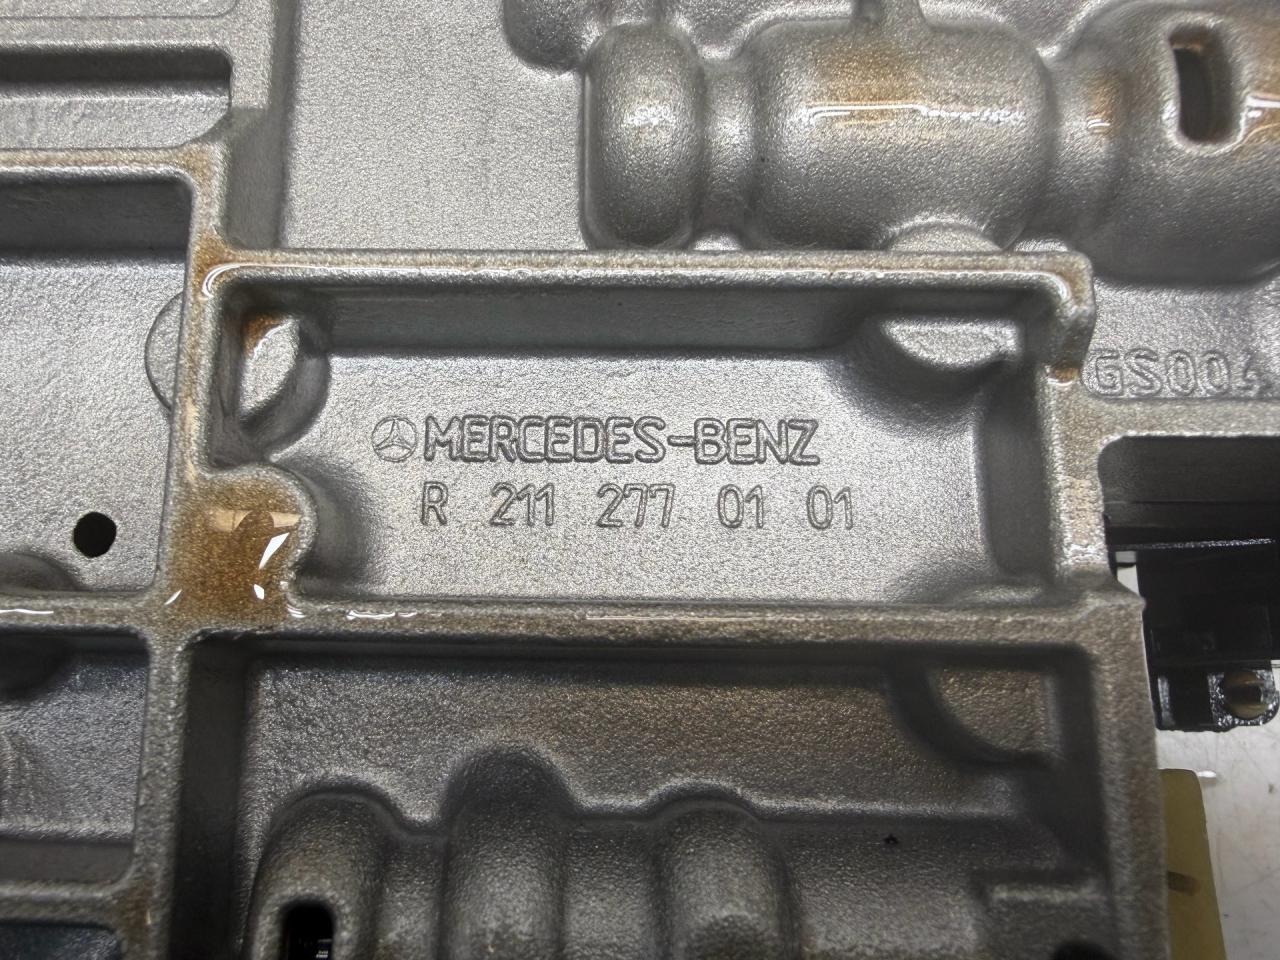 GS004
MERCEDES-BENZ
R 211 277 01 01